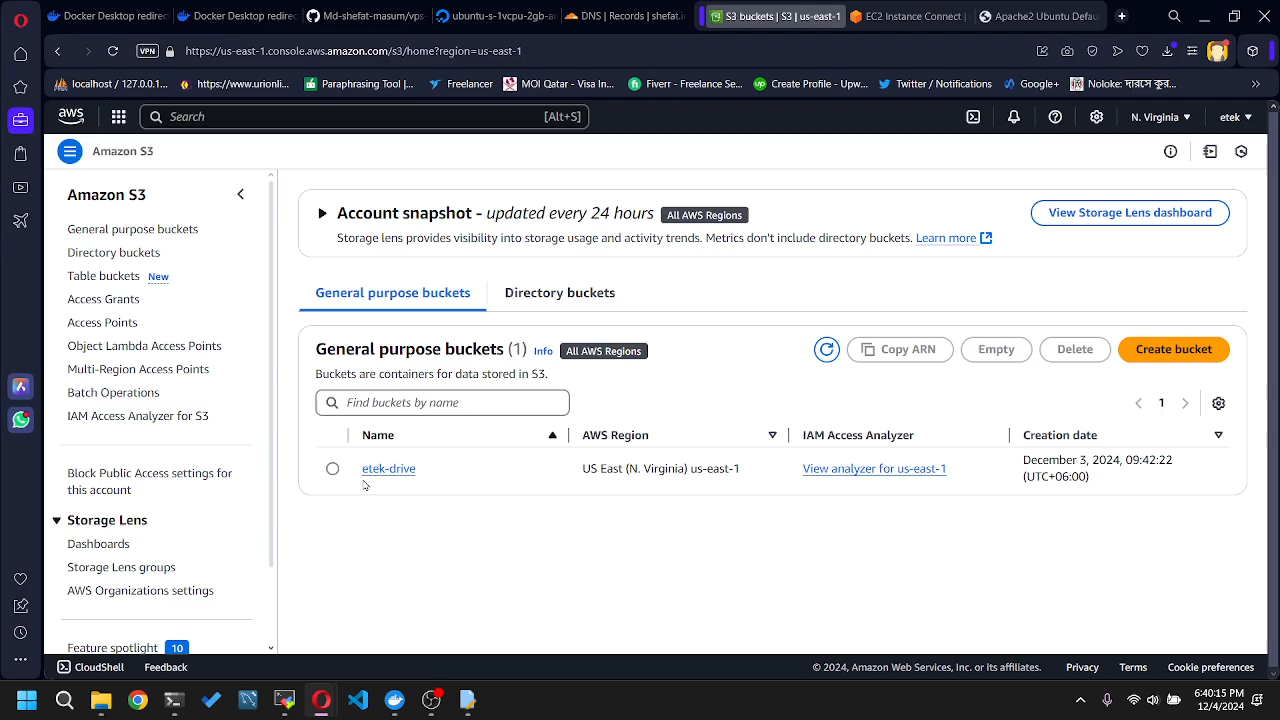 Docker Desktop redirec
Docker Desktop redirec
Md-shefat-masum/vps-
ubuntu-s-1vcpu-2gb-ar
DNS | Records | shefat.ir
S3 buckets | S3 | us-east-1
EC2 Instance Connect |
Apache2 Ubuntu Defau
VPN
https://us-east-1.console.aws.amazon.com/s3/home?region=us-east-1
localhost / 127.0.0.1...
https://www.urionli...
Paraphrasing Tool |...
Freelancer
MOI Qatar - Visa In...
Fiverr - Freelance Se...
Create Profile - Upw...
Twitter / Notifications
Google+
aws
Search
[Alt+S]
N. Virginia
etek
Amazon S3
Amazon S3
General purpose buckets
Directory buckets
Table buckets New
Access Grants
Access Points
Object Lambda Access Points
Multi-Region Access Points
Batch Operations
IAM Access Analyzer for S3
Block Public Access settings for
this account
Storage Lens
Dashboards
Storage Lens groups
AWS Organizations settings
Feature spotlight 10
Account snapshot - updated every 24 hours All AWS Regions
View Storage Lens dashboard
Storage lens provides visibility into storage usage and activity trends. Metrics don't include directory buckets. Learn more
General purpose buckets
Directory buckets
General purpose buckets (1) Info All AWS Regions
Copy ARN
Empty
Delete
Create bucket
Buckets are containers for data stored in S3.
Find buckets by name
1
Name
AWS Region
IAM Access Analyzer
Creation date
etek-drive
US East (N. Virginia) us-east-1
View analyzer for us-east-1
December 3, 2024, 09:42:22
(UTC+06:00)
CloudShell
Feedback
© 2024, Amazon Web Services, Inc. or its affiliates.
Privacy
Terms
Cookie preferences
6:40:15 PM
12/4/2024